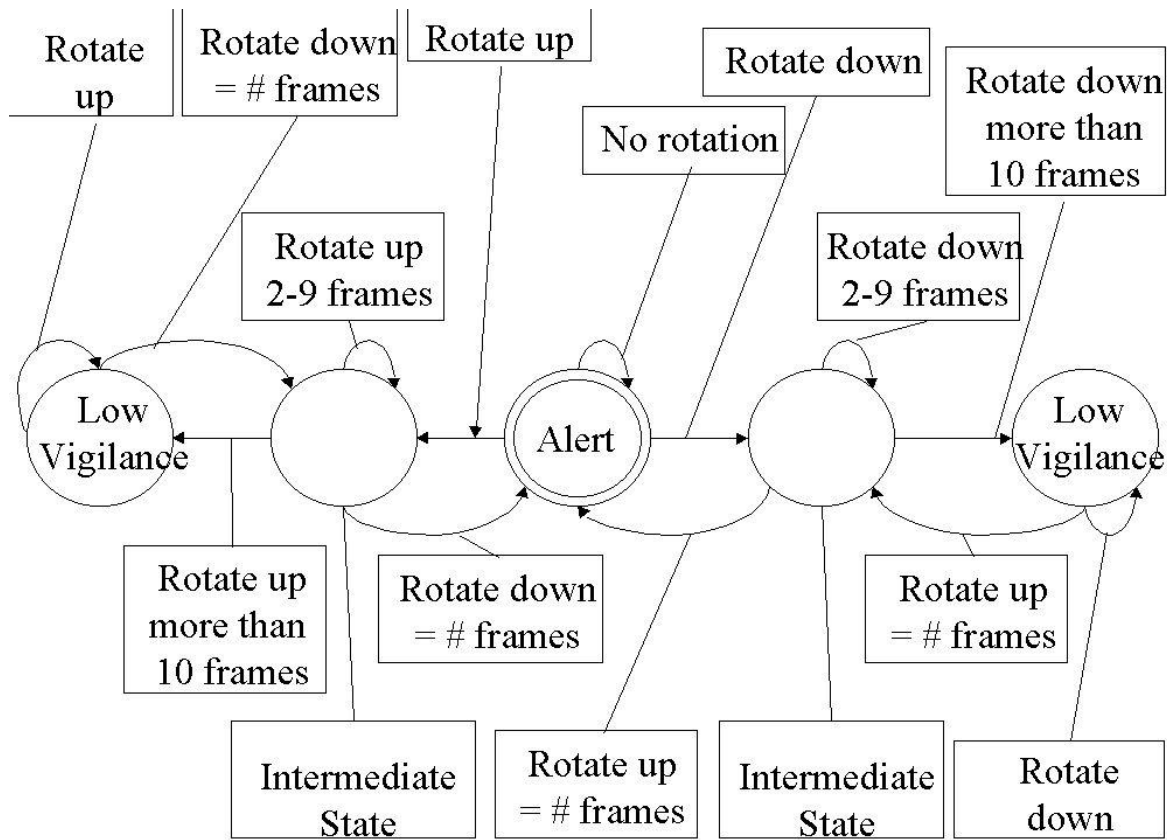 Rotate
up
Rotate down
= # frames
Rotate up
Rotate down
No rotation
Rotate down
more than
10 frames
Rotate up
2-9 frames
Rotate down
2-9 frames
Low
Vigilance
Alert
Low
Vigilance
Rotate up
more than
10 frames
Rotate down
= # frames
Rotate up
= # frames
Intermediate
State
Rotate up
= # frames
Intermediate
State
Rotate
down